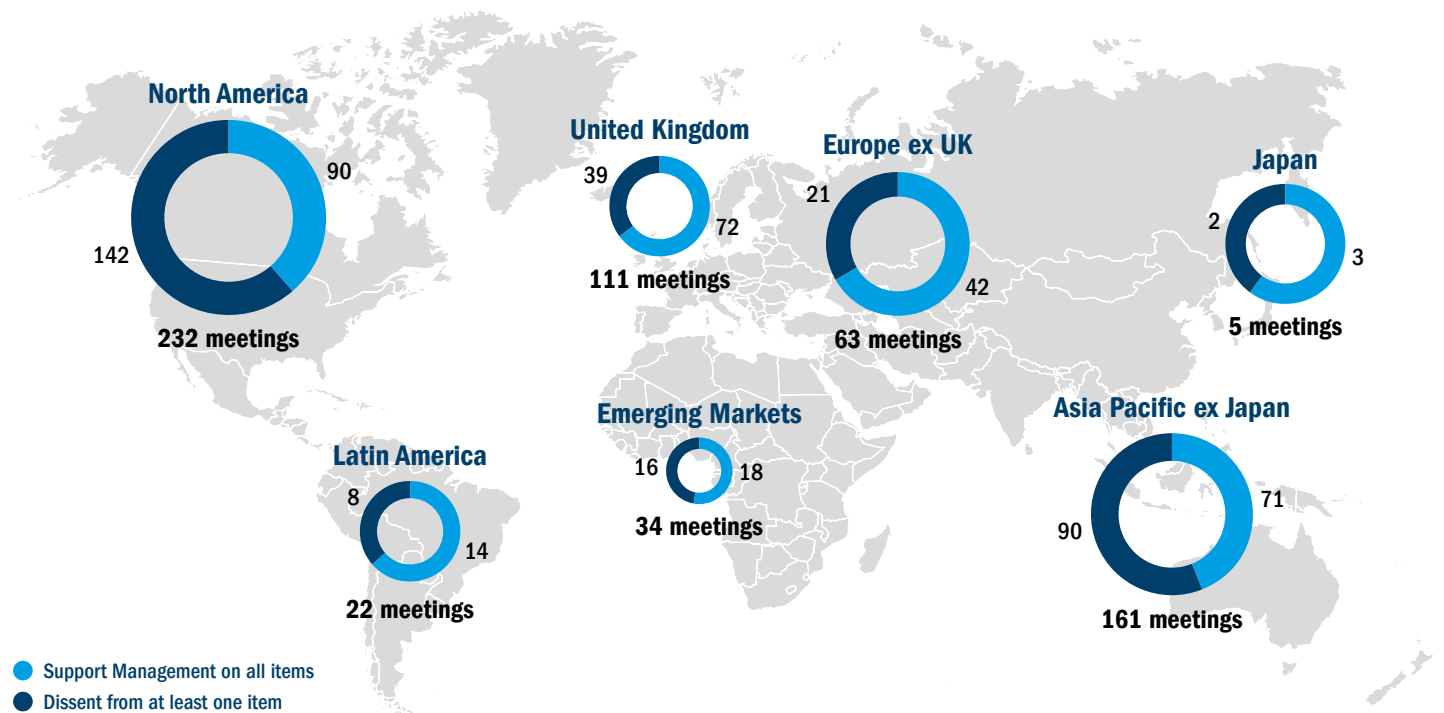 North America
90
142
232 meetings
United Kingdom
39
72
111 meetings
Europe ex UK
21
42
63 meetings
Japan
2
3
5 meetings
Latin America
8
14
22 meetings
Emerging Markets
16
18
34 meetings
Asia Pacific ex Japan
71
90
161 meetings
Support Management on all items
Dissent from at least one item